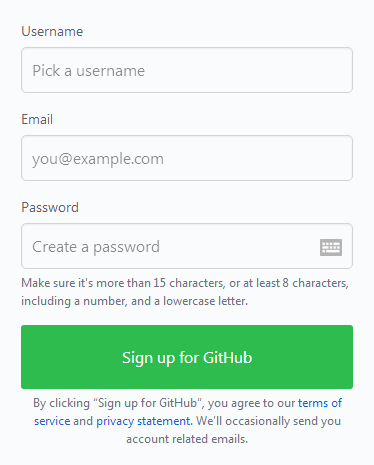 Username
Pick a username
Email
you@example.com
Password
Create a password
Make sure it's more than 15 characters, or at least 8 characters,
including a number, and a lowercase letter.
Sign up for GitHub
By clicking “Sign up for GitHub”, you agree to our terms of
service and privacy statement. We’ll occasionally send you
account related emails.